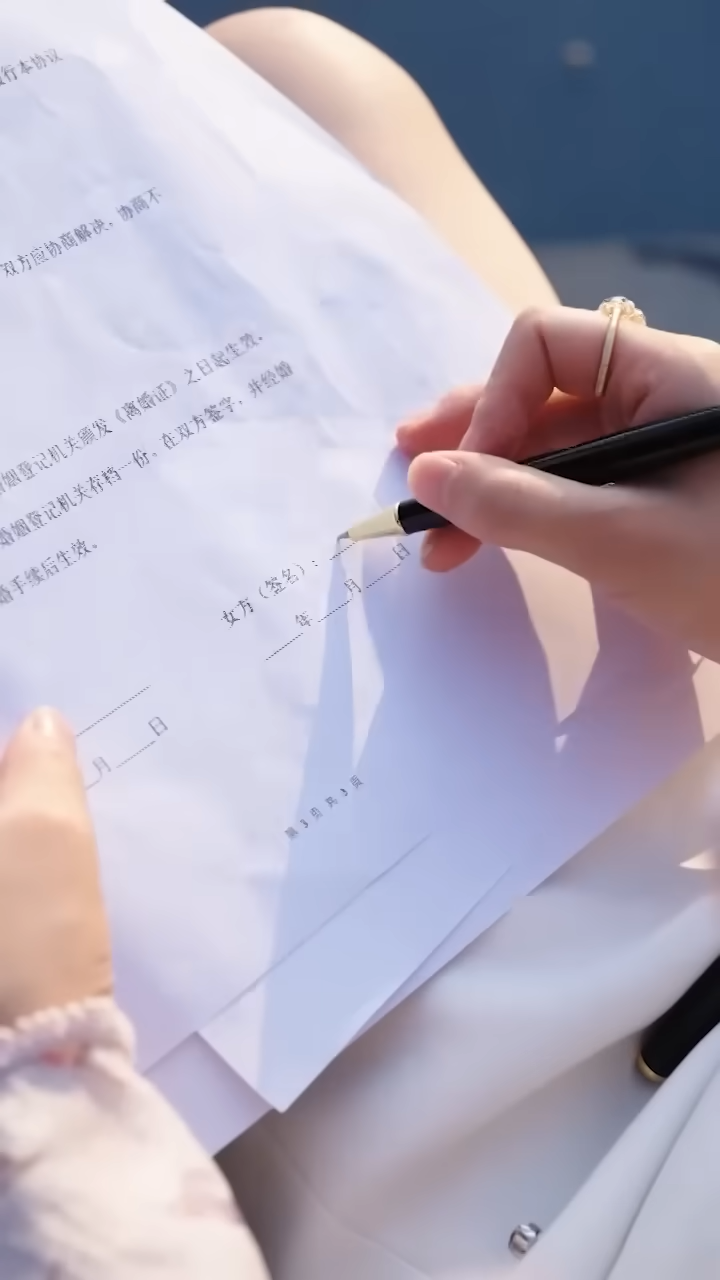 行本协议
双方应协商解决，协商不
婚姻登记机关颁发《离婚证》之日起生效。
婚姻登记机关存档一份，在双方签字，并经婚
手续后生效。
女方（签名）：
年 月 日
月 日
第 3 页 共 3 页